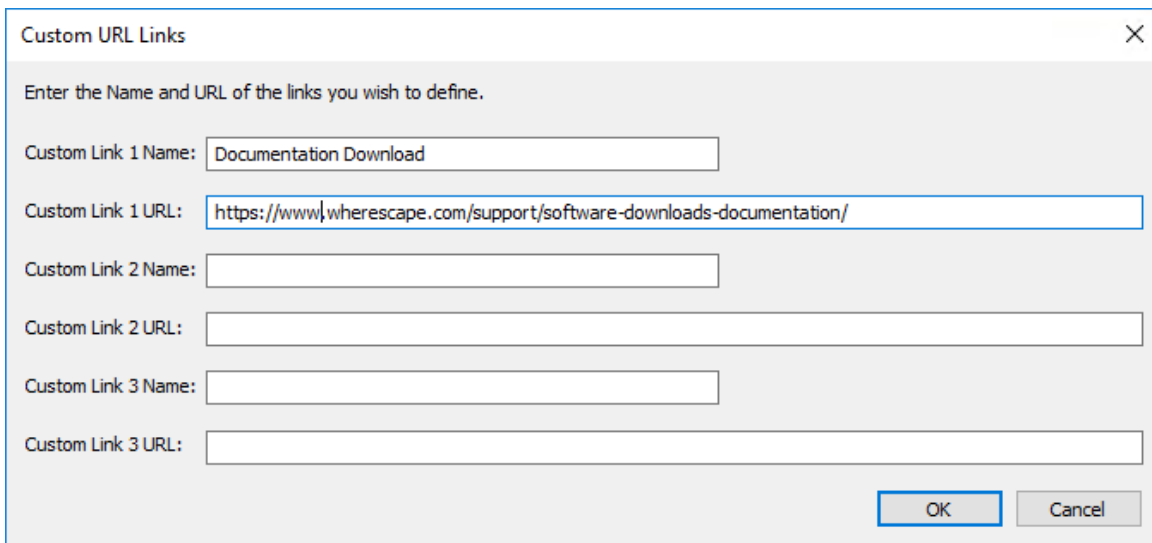 Custom URL Links
Enter the Name and URL of the links you wish to define.
Custom Link 1 Name: Documentation Download
Custom Link 1 URL: https://www.wherescape.com/support/software-downloads-documentation/
Custom Link 2 Name:
Custom Link 2 URL:
Custom Link 3 Name:
Custom Link 3 URL:
OK Cancel